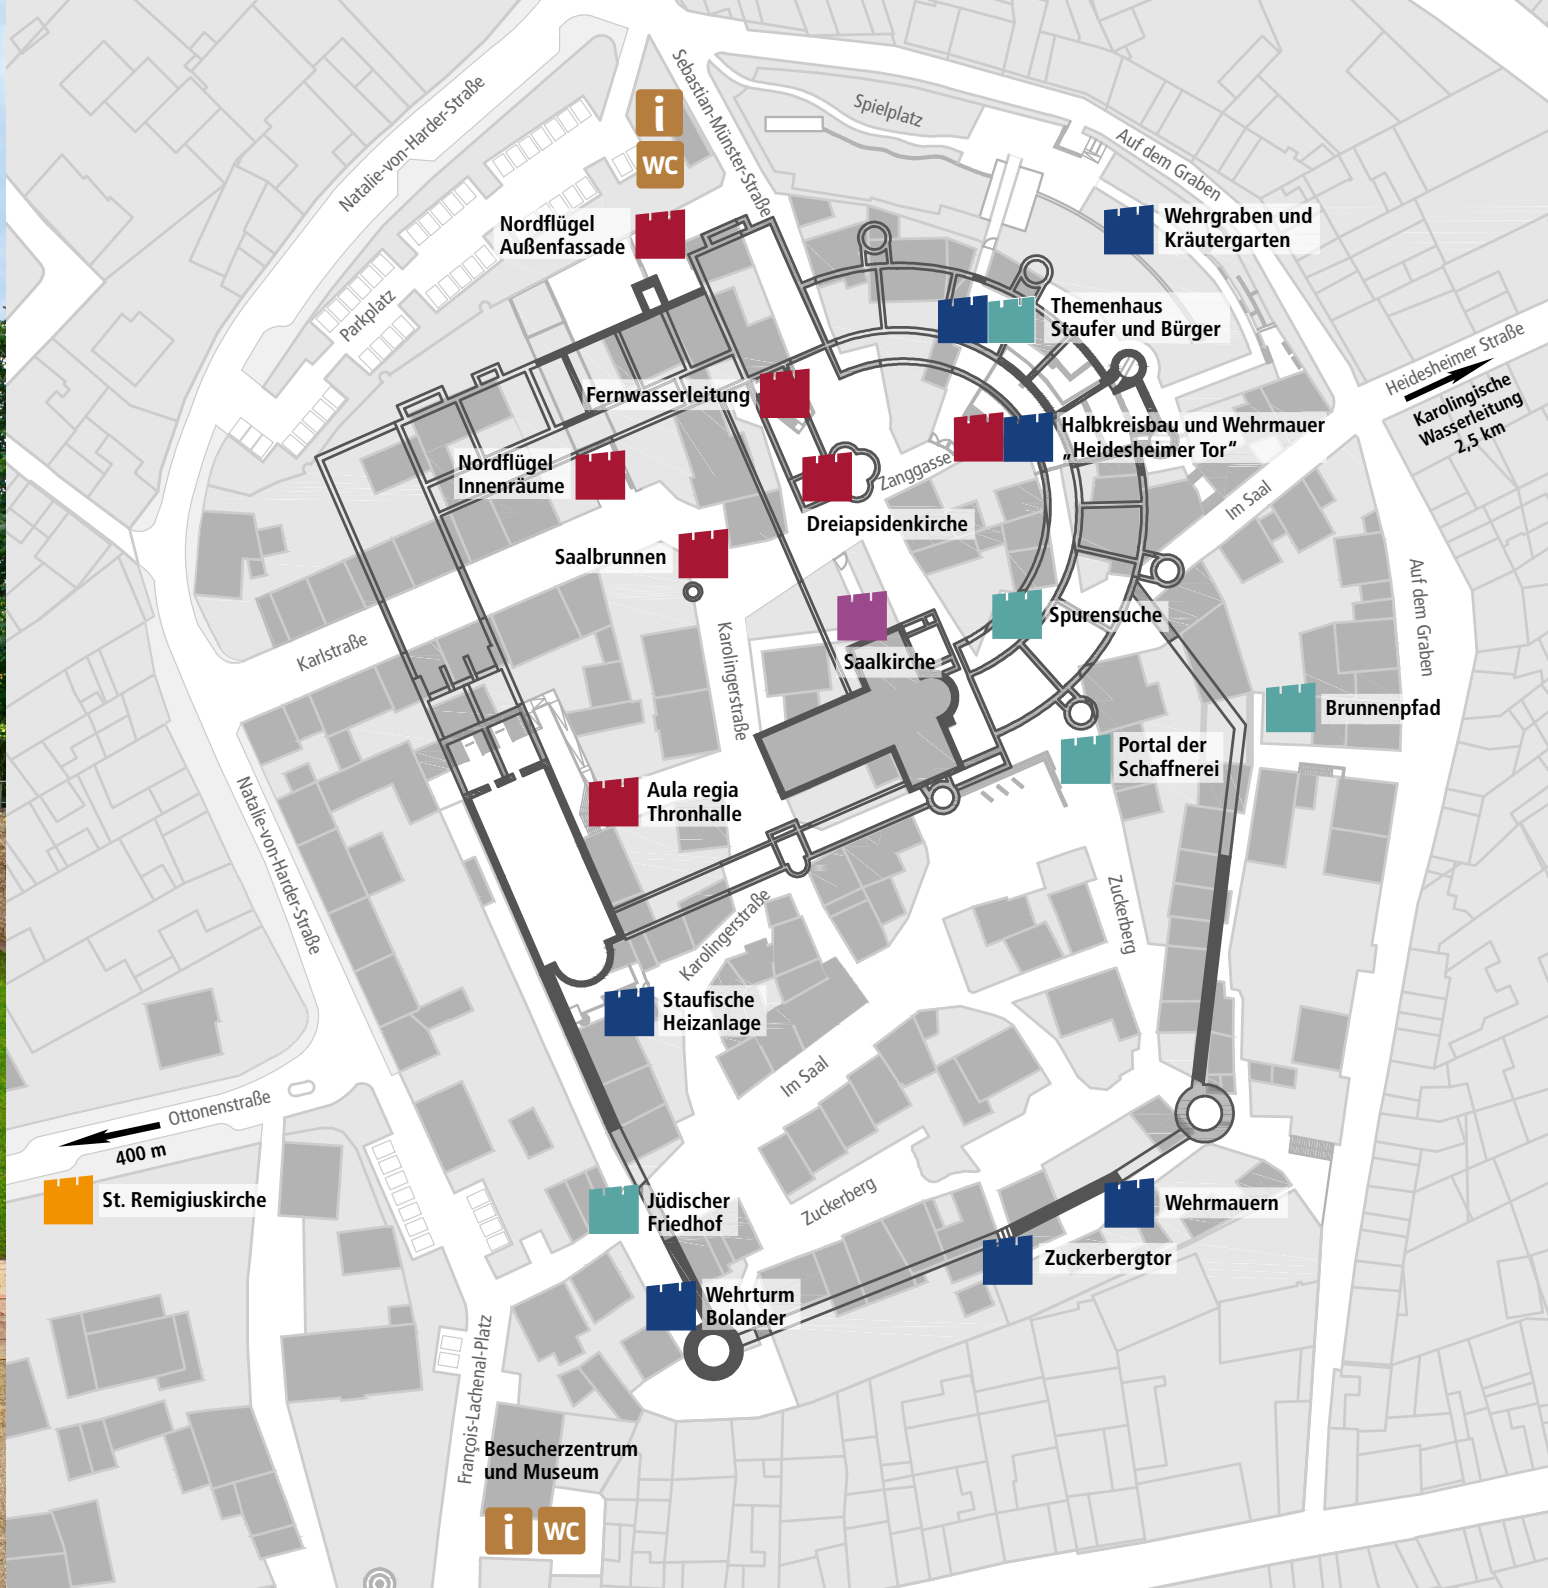 Natalie-von-Harder-Straße
Sebastian-Münster-Straße
i
WC
Spielplatz
Auf dem Graben
Nordflügel
Außenfassade
Wehrgraben und
Kräutergarten
Parkplatz
Themenhaus
Staufer und Bürger
Heidesheimer Straße
Karolingische
Wasserleitung
2,5 km
Fernwasserleitung
Halbkreisbau und Wehrmauer
„Heidesheimer Tor“
Nordflügel
Innenräume
Zanggasse
Im Saal
Dreiapsidenkirche
Saalbrunnen
Auf dem Graben
Karlstraße
Karolingerstraße
Spurensuche
Saalkirche
Brunnenpfad
Portal der
Schaffnerei
Natalie-von-Harder-Straße
Aula regia
Thronhalle
Zuckerberg
Karolingerstraße
Staufische
Heizanlage
Im Saal
Ottonenstraße
400 m
St. Remigiuskirche
Jüdischer
Friedhof
Zuckerberg
Wehrmauern
Zuckerbergtor
Wehrturm
Bolander
François-Lachenal-Platz
Besucherzentrum
und Museum
i
WC